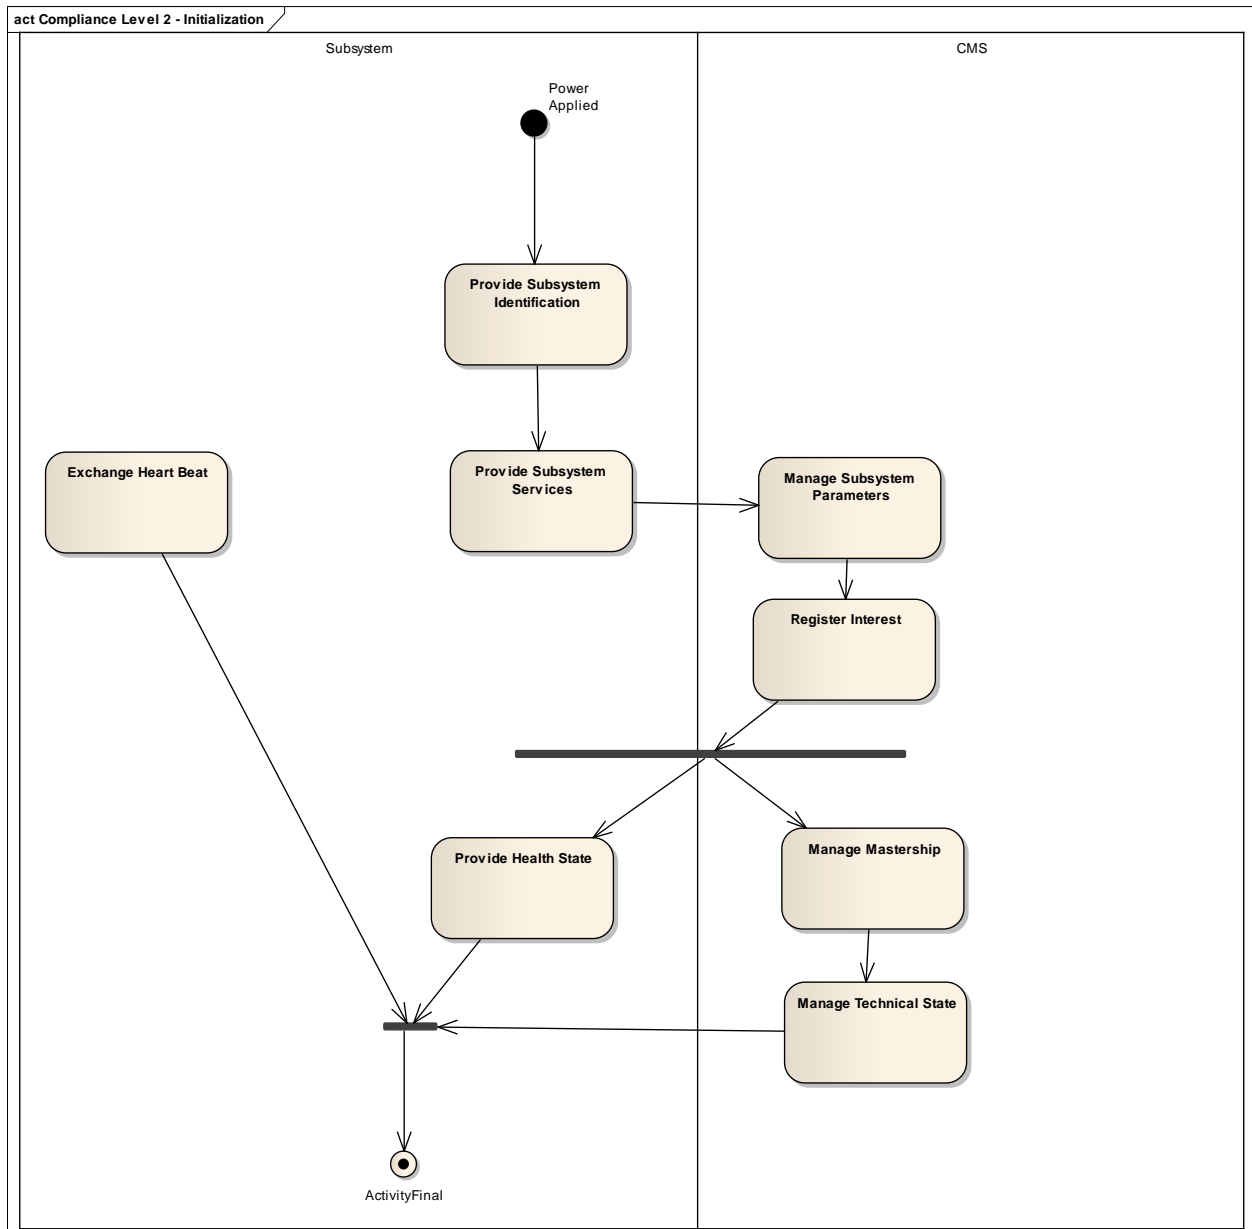 act Compliance Level 2 - Initialization
Subsystem
CMS
Power
Applied
Provide Subsystem
Identification
Exchange Heart Beat
Provide Subsystem
Services
Manage Subsystem
Parameters
Register Interest
Provide Health State
Manage Mastership
Manage Technical State
ActivityFinal